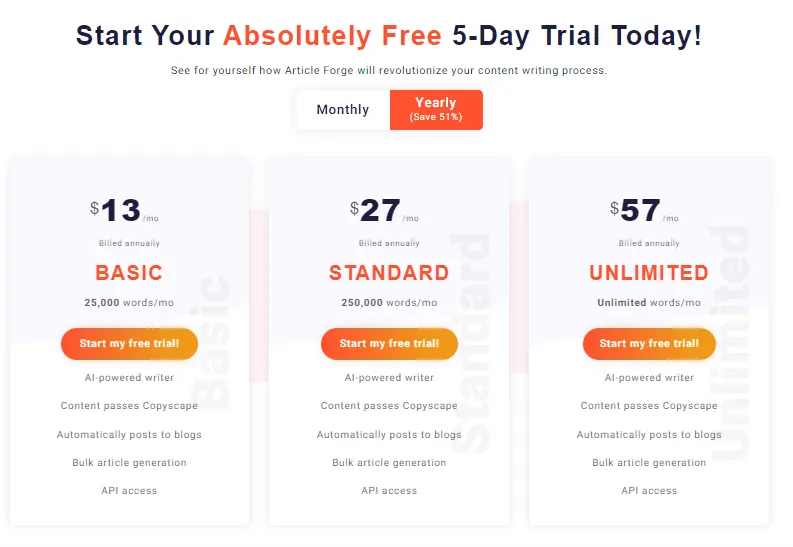 Start Your Absolutely Free 5-Day Trial Today!
See for yourself how Article Forge will revolutionize your content writing process.
Monthly
Yearly
(Save 51%)
$13/mo
Billed annually
BASIC
25,000 words/mo
Start my free trial!
AI-powered writer
Content passes Copyscape
Automatically posts to blogs
Bulk article generation
API access
Basic
$27/mo
Billed annually
STANDARD
250,000 words/mo
Start my free trial!
AI-powered writer
Content passes Copyscape
Automatically posts to blogs
Bulk article generation
API access
Standard
$57/mo
Billed annually
UNLIMITED
Unlimited words/mo
Start my free trial!
AI-powered writer
Content passes Copyscape
Automatically posts to blogs
Bulk article generation
API access
Unlimited